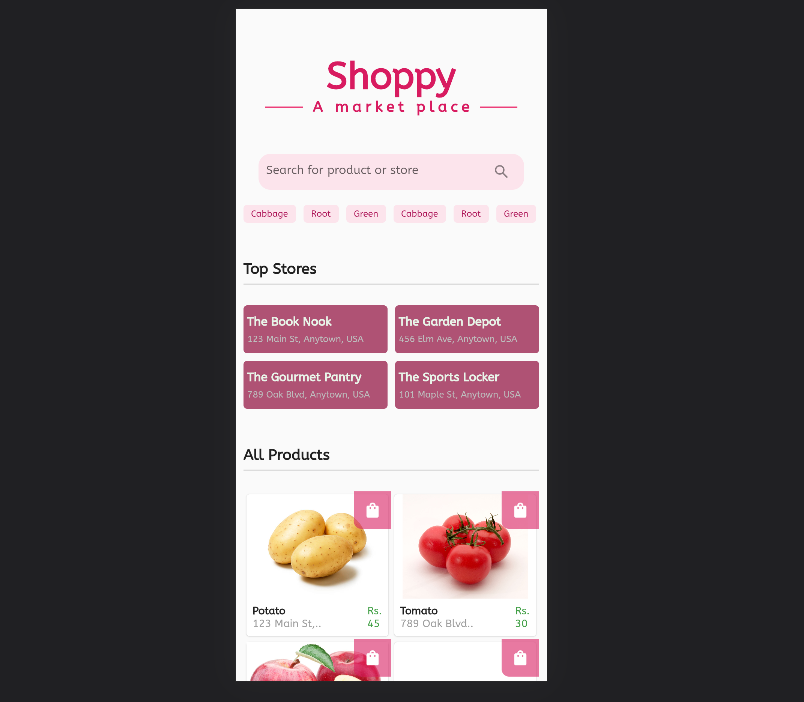 Shoppy
A market place
Search for product or store
Cabbage Root Green Cabbage Root Green
Top Stores
The Book Nook
123 Main St, Anytown, USA
The Garden Depot
456 Elm Ave, Anytown, USA
The Gourmet Pantry
789 Oak Blvd, Anytown, USA
The Sports Locker
101 Maple St, Anytown, USA
All Products
Potato
123 Main St,..
Rs.
45
Tomato
789 Oak Blvd..
Rs.
30